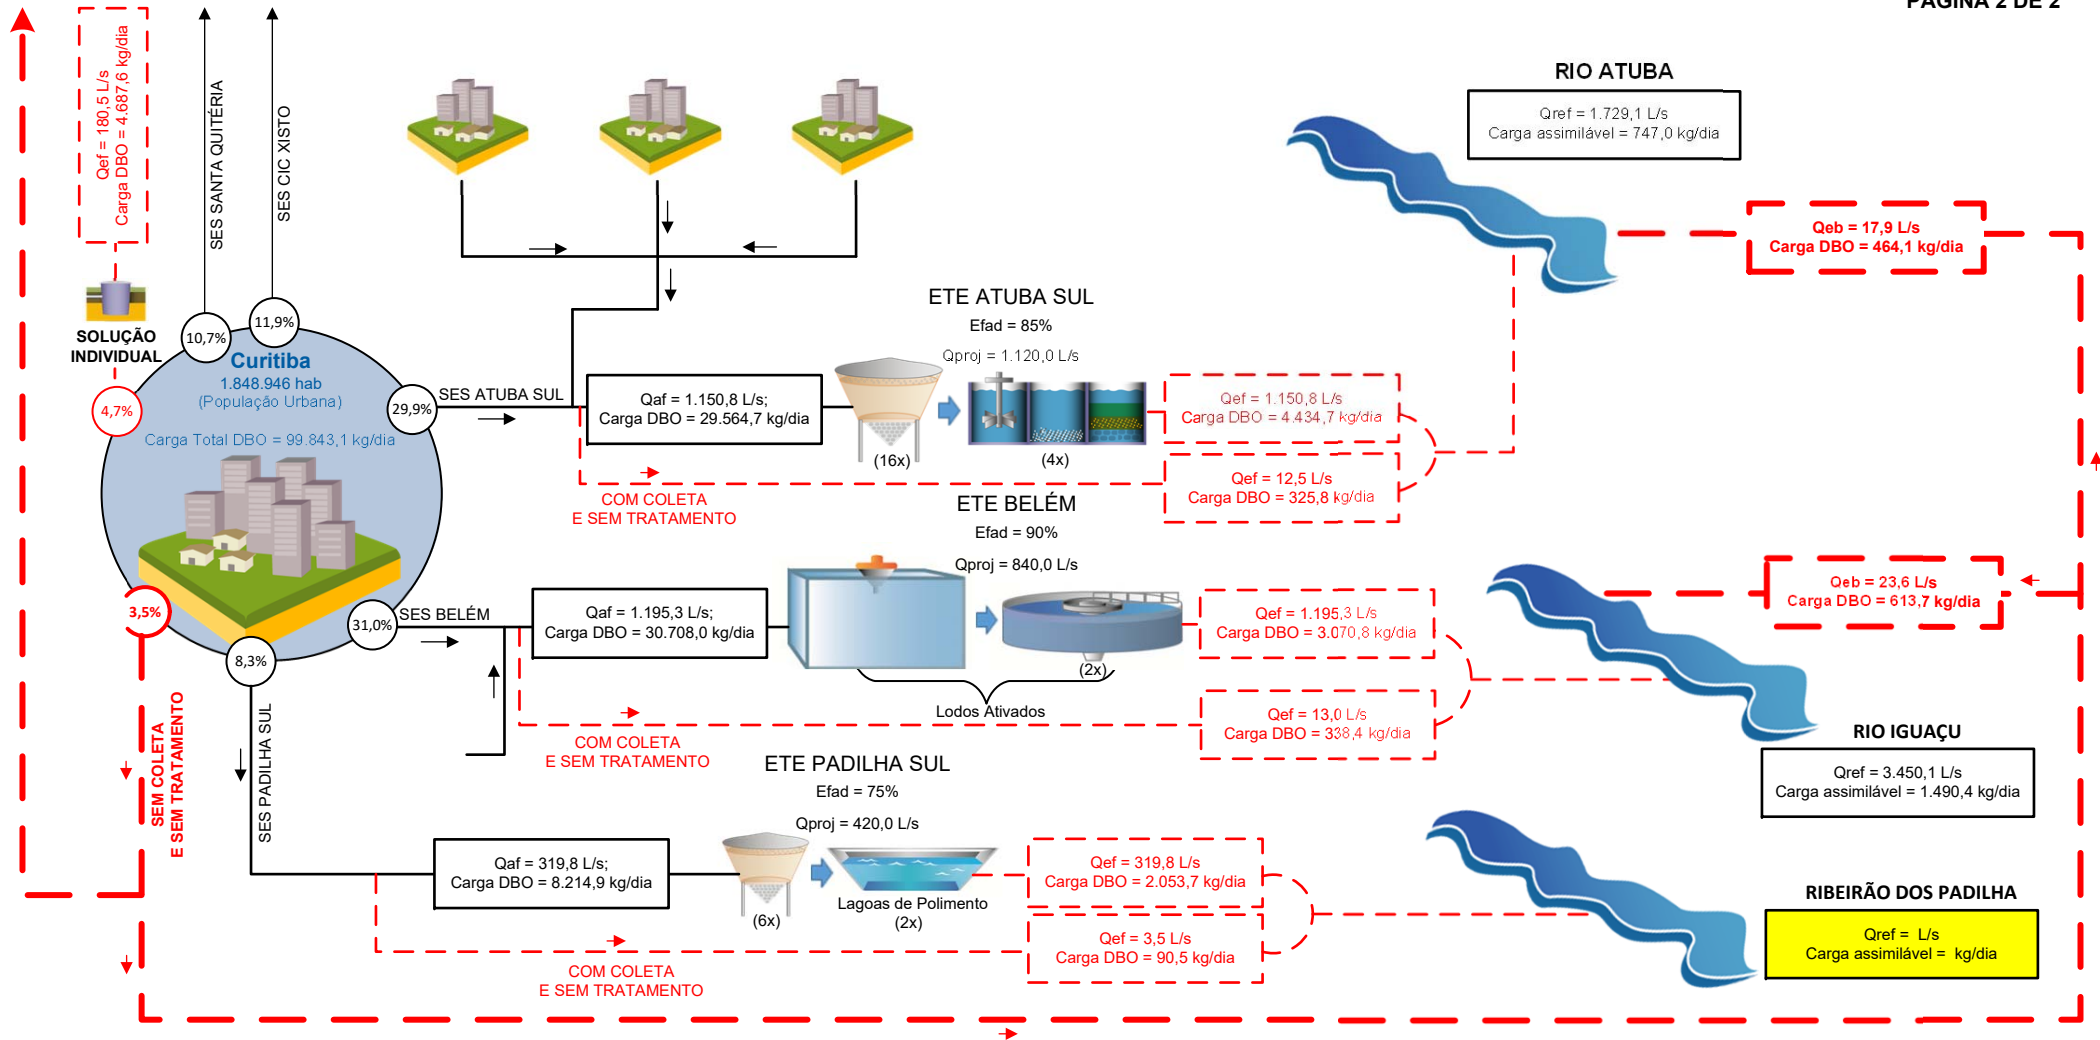 PÁGINA 2 DE 2
Qef = 180,5 L/s
Carga DBO = 4.687,6 kg/dia
SES SANTA QUITÉRIA
SES CIC XISTO
RIO ATUBA
Qref = 1.729,1 L/s
Carga assimilável = 747,0 kg/dia
Qeb = 17,9 L/s
Carga DBO = 464,1 kg/dia
SOLUÇÃO
INDIVIDUAL
10,7%
11,9%
Curitiba
1.848.946 hab
(População Urbana)
4,7%
29,9%
Carga Total DBO = 99.843,1 kg/dia
SES ATUBA SUL
Qaf = 1.150,8 L/s;
Carga DBO = 29.564,7 kg/dia
ETE ATUBA SUL
Efad = 85%
Qproj = 1.120,0 L/s
(16x)
(4x)
Qef = 1.150,8 L/s
Carga DBO = 4.434,7 kg/dia
COM COLETA
E SEM TRATAMENTO
Qef = 12,5 L/s
Carga DBO = 325,8 kg/dia
ETE BELÉM
Efad = 90%
Qproj = 840,0 L/s
3,5%
31,0%
8,3%
SES BELÉM
Qaf = 1.195,3 L/s;
Carga DBO = 30.708,0 kg/dia
(2x)
Lodos Ativados
Qef = 1.195,3 L/s
Carga DBO = 3.070,8 kg/dia
Qeb = 23,6 L/s
Carga DBO = 613,7 kg/dia
COM COLETA
E SEM TRATAMENTO
Qef = 13,0 L/s
Carga DBO = 338,4 kg/dia
RIO IGUAÇU
Qref = 3.450,1 L/s
Carga assimilável = 1.490,4 kg/dia
SEM COLETA
E SEM TRATAMENTO
SES PADILHA SUL
ETE PADILHA SUL
Efad = 75%
Qproj = 420,0 L/s
Qaf = 319,8 L/s;
Carga DBO = 8.214,9 kg/dia
(6x)
Lagoas de Polimento
(2x)
Qef = 319,8 L/s
Carga DBO = 2.053,7 kg/dia
COM COLETA
E SEM TRATAMENTO
Qef = 3,5 L/s
Carga DBO = 90,5 kg/dia
RIBEIRÃO DOS PADILHA
Qref =  L/s
Carga assimilável =  kg/dia